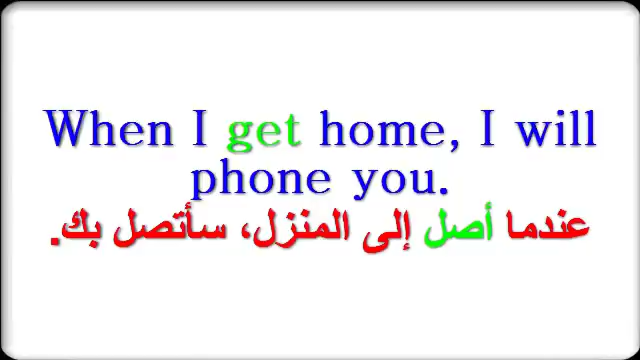 When I get home, I will
phone you.
عندما أصل إلى المنزل، سأتصل بك.